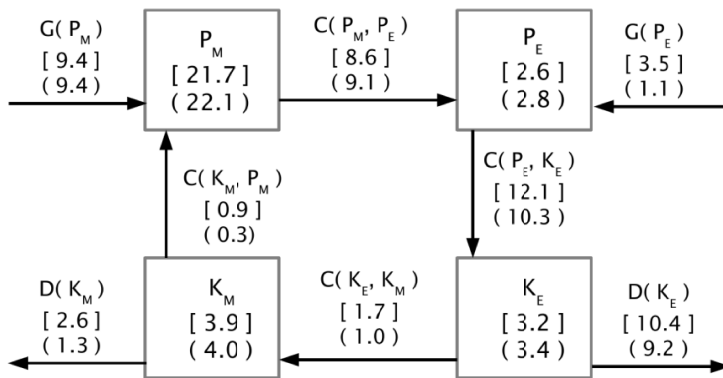 G( P_M )
[ 9.4 ]
( 9.4 )
P_M
[ 21.7 ]
( 22.1 )
C( P_M, P_E )
[ 8.6 ]
( 9.1 )
P_E
[ 2.6 ]
( 2.8 )
G( P_E )
[ 3.5 ]
( 1.1 )
C( K_M, P_M )
[ 0.9 ]
( 0.3 )
C( P_E, K_E )
[ 12.1 ]
( 10.3 )
D( K_M )
[ 2.6 ]
( 1.3 )
K_M
[ 3.9 ]
( 4.0 )
C( K_E, K_M )
[ 1.7 ]
( 1.0 )
K_E
[ 3.2 ]
( 3.4 )
D( K_E )
[ 10.4 ]
( 9.2 )